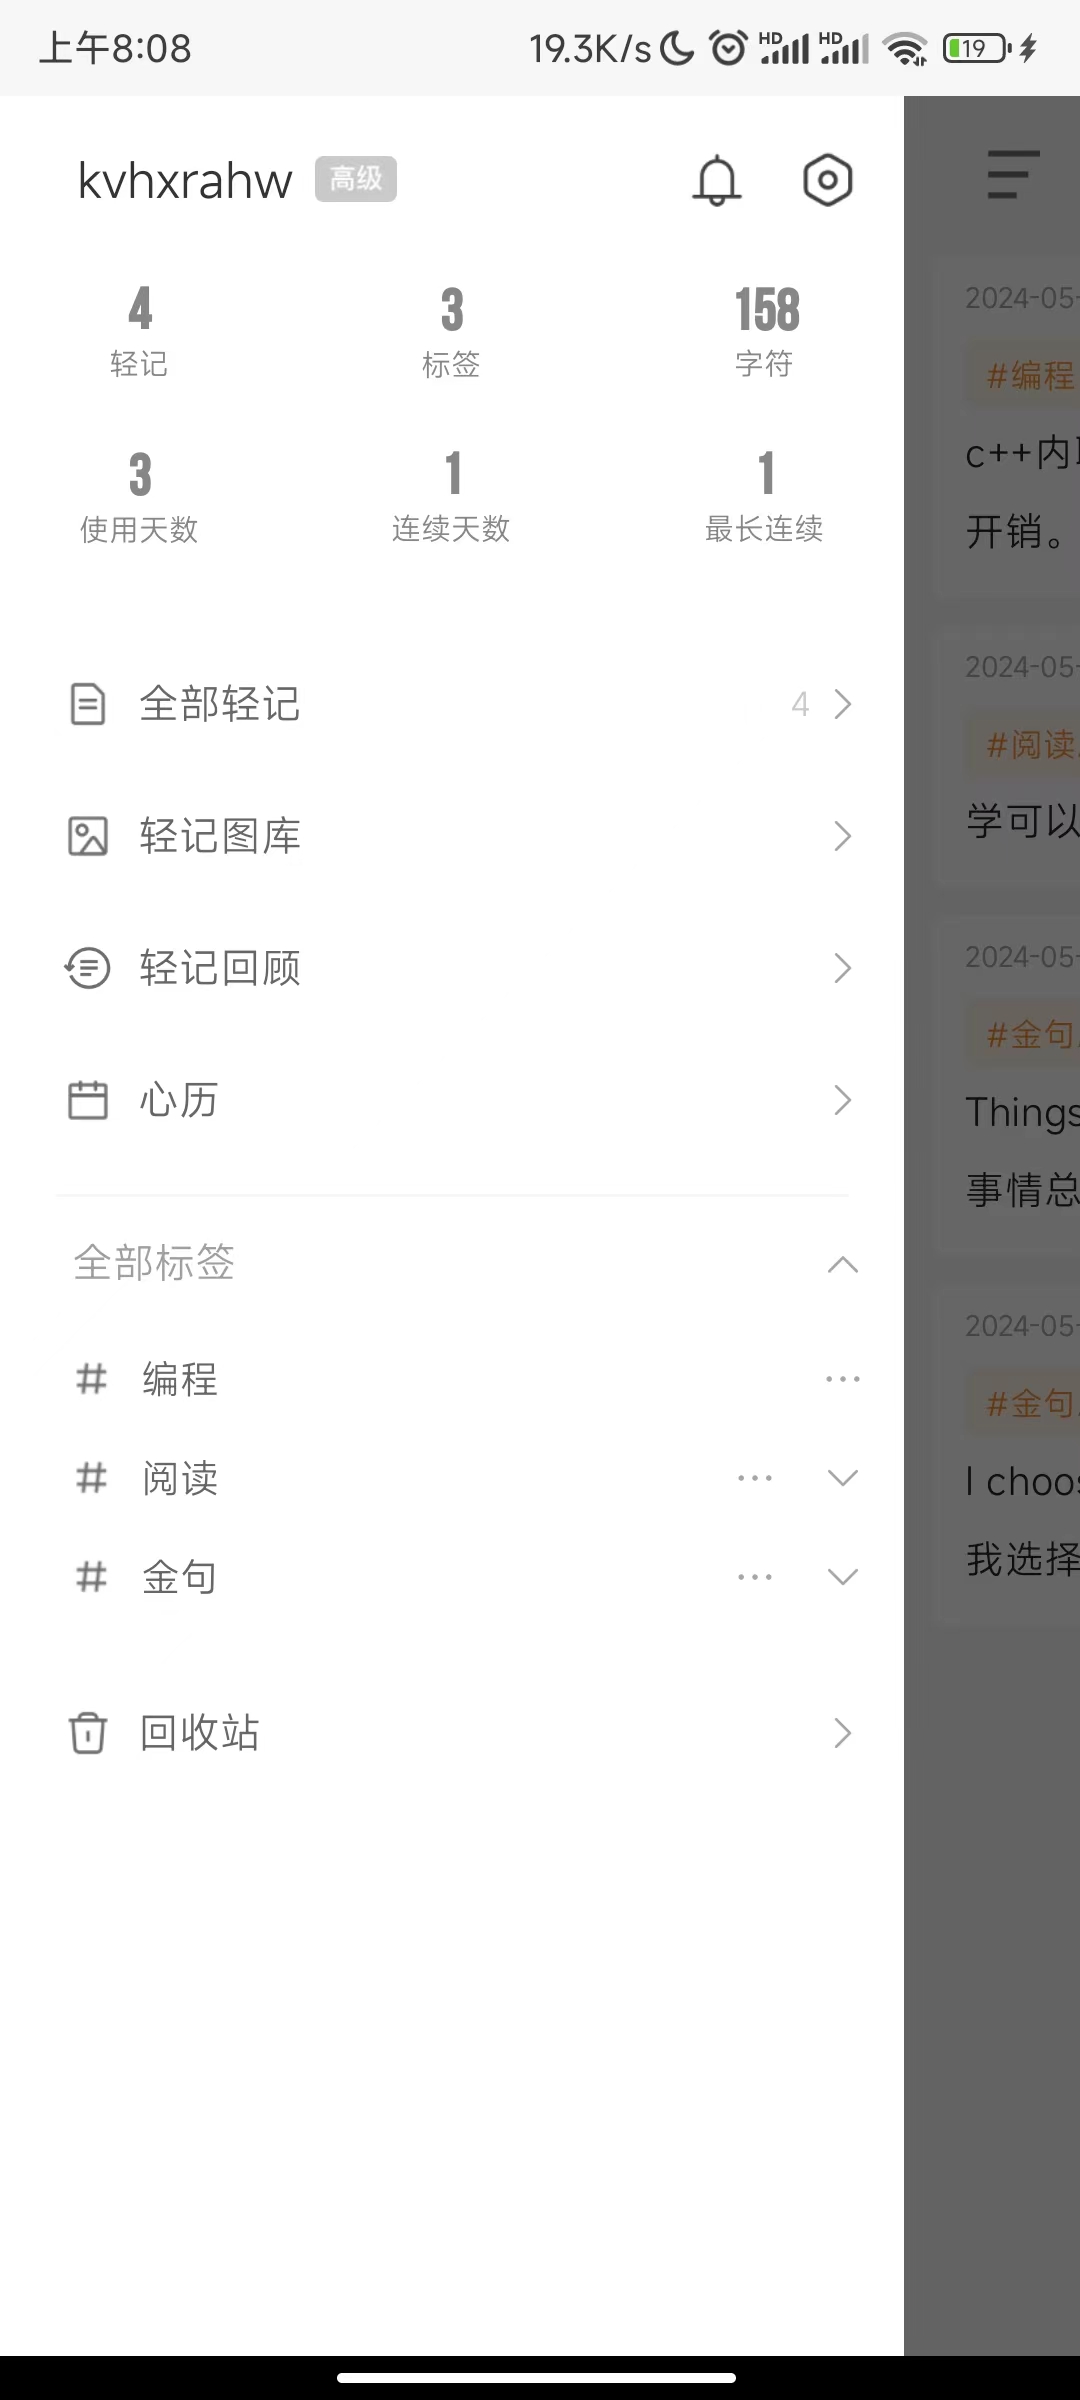 上午8:08
19.3K/s HD HD 19
kvhxrahw 高级
4 3 158
轻记 标签 字符
3 1 1
使用天数 连续天数 最长连续
全部轻记 4
轻记图库
轻记回顾
心历
全部标签
# 编程
# 阅读
# 金句
回收站
2024-05-
#编程
c++内
开销。
2024-05-
#阅读
学可以
2024-05-
#金句
Things
事情总
2024-05-
#金句
I choos
我选择